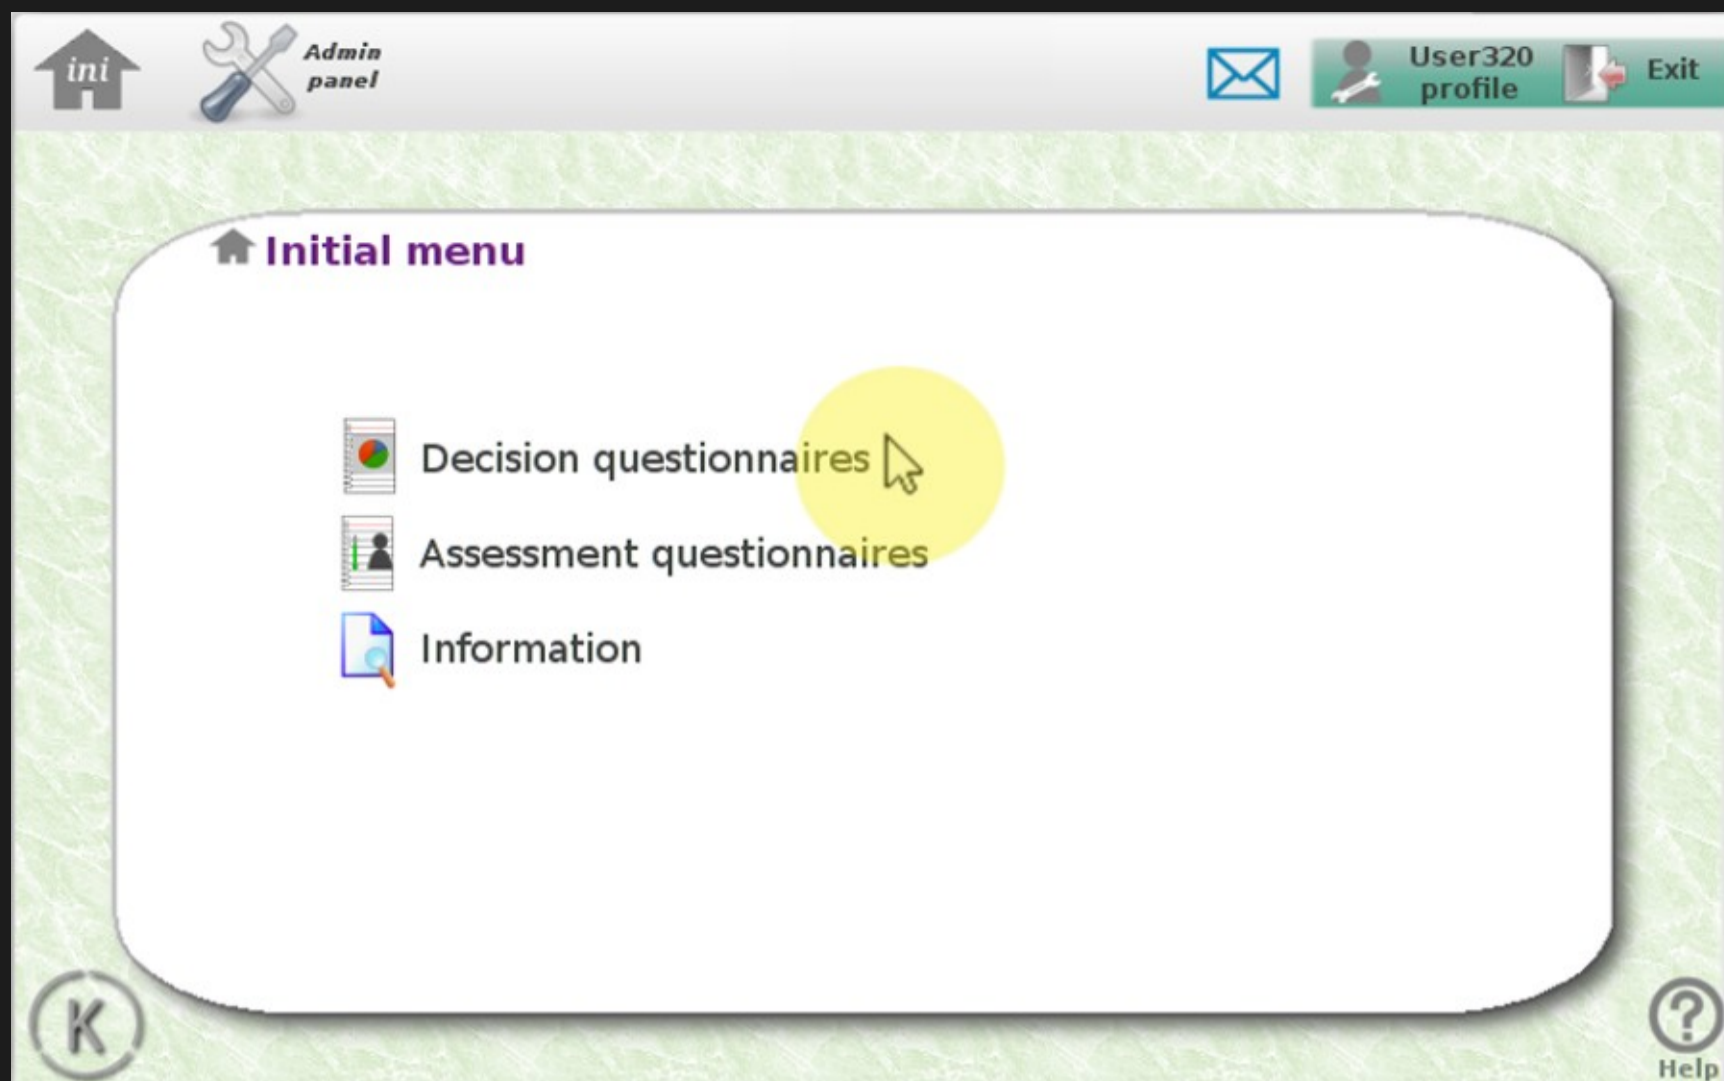 ini
Admin
panel
User320
profile
Exit
Initial menu
Decision questionnaires
Assessment questionnaires
Information
K
Help